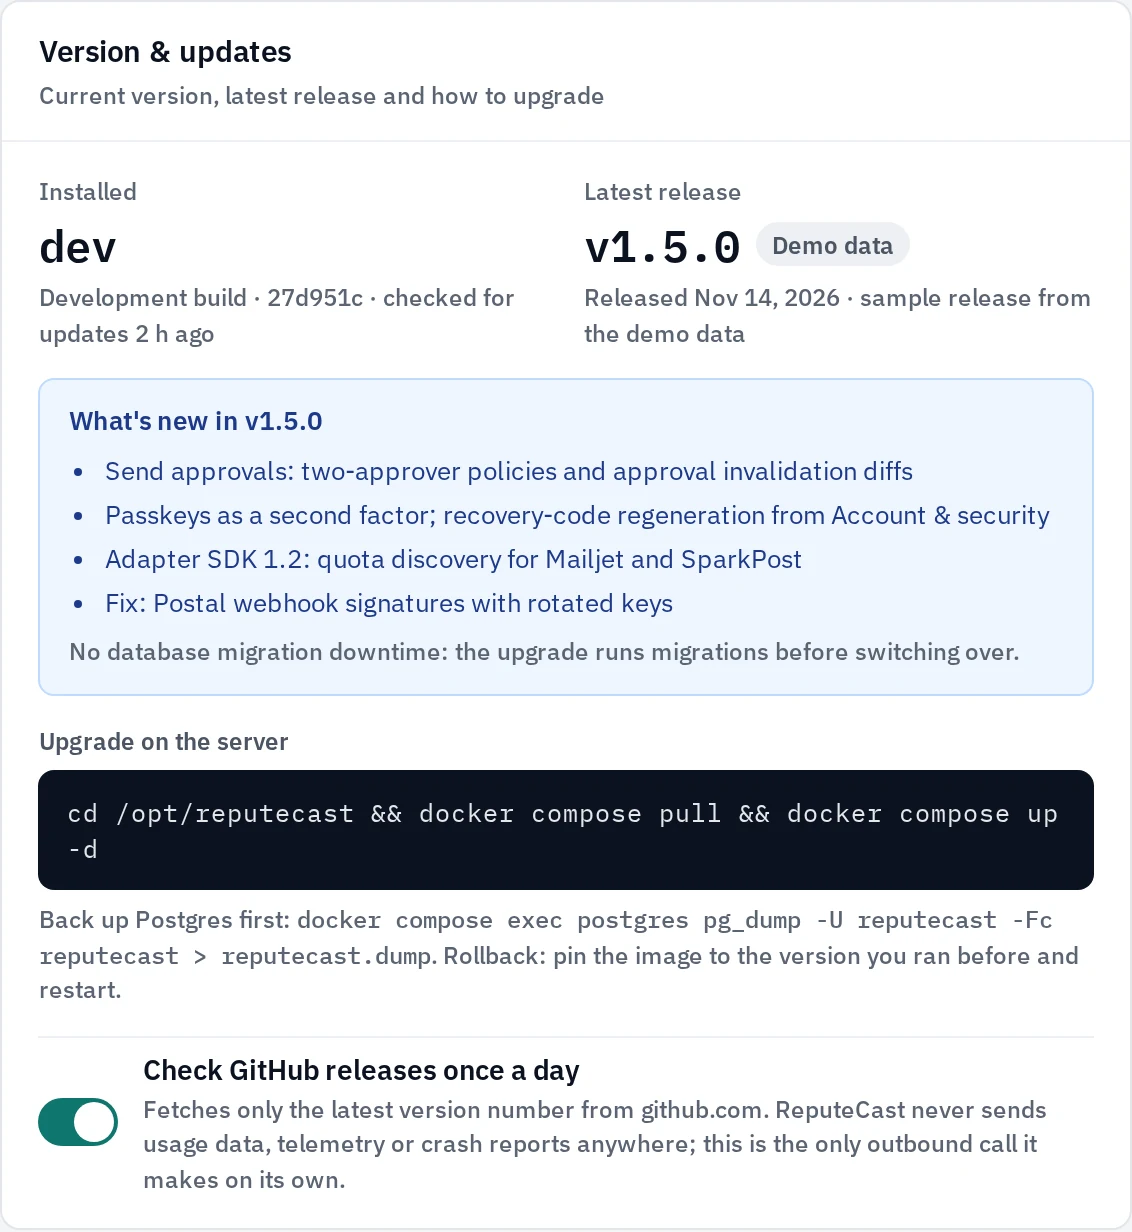 Version & updates
Current version, latest release and how to upgrade
Installed
dev
Development build · 27d951c · checked for
updates 2 h ago
Latest release
v1.5.0 Demo data
Released Nov 14, 2026 · sample release from
the demo data
What's new in v1.5.0
• Send approvals: two-approver policies and approval invalidation diffs
• Passkeys as a second factor; recovery-code regeneration from Account & security
• Adapter SDK 1.2: quota discovery for Mailjet and SparkPost
• Fix: Postal webhook signatures with rotated keys
No database migration downtime: the upgrade runs migrations before switching over.
Upgrade on the server
cd /opt/reputecast && docker compose pull && docker compose up
-d
Back up Postgres first: docker compose exec postgres pg_dump -U reputecast -Fc
reputecast > reputecast.dump. Rollback: pin the image to the version you ran before and
restart.
Check GitHub releases once a day
Fetches only the latest version number from github.com. ReputeCast never sends
usage data, telemetry or crash reports anywhere; this is the only outbound call it
makes on its own.